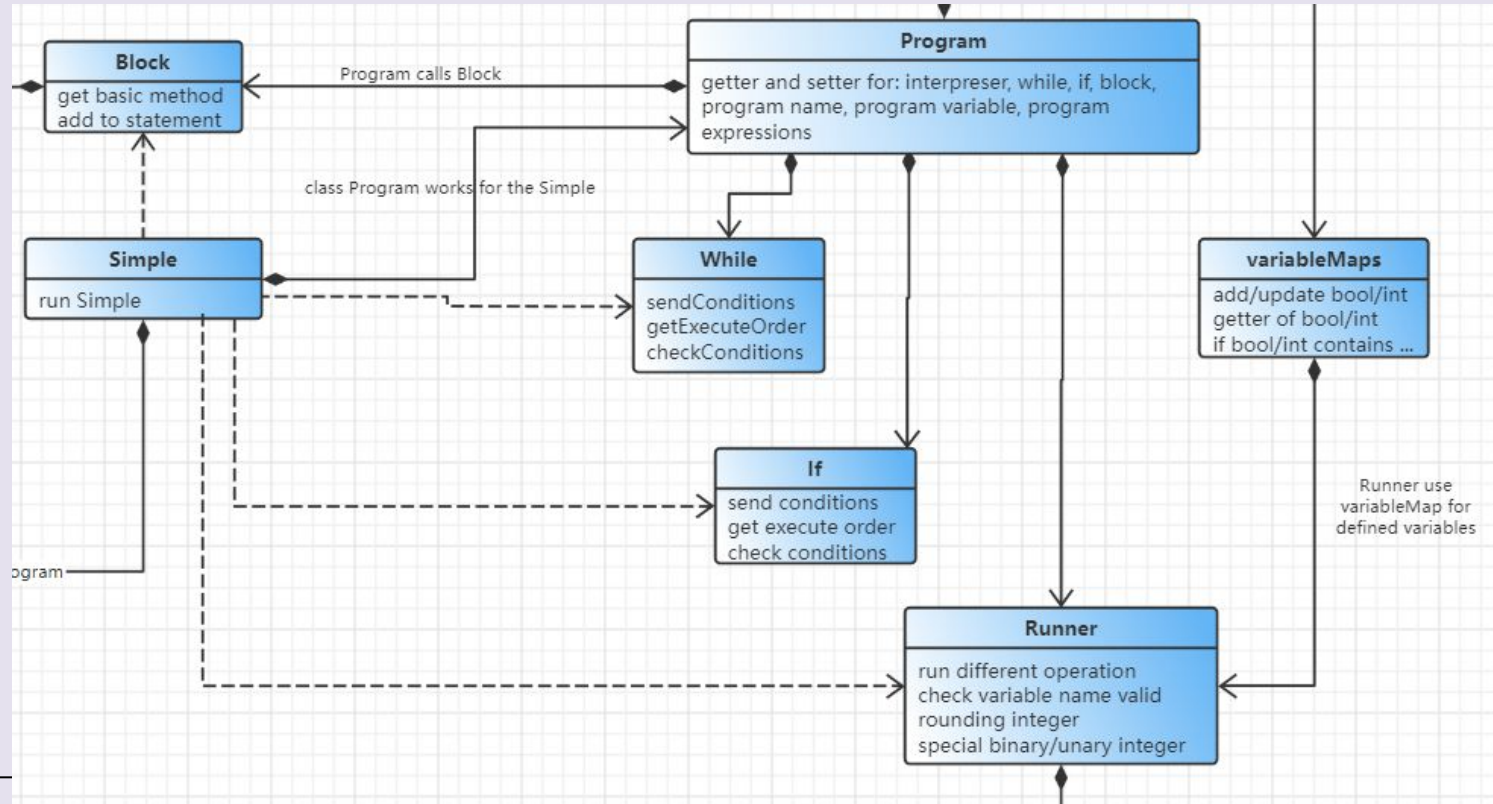 Block
get basic method
add to statement
Program calls Block
Program
getter and setter for: interpreser, while, if, block,
program name, program variable, program
expressions
class Program works for the Simple
Simple
run Simple
While
sendConditions
getExecuteOrder
checkConditions
variableMaps
add/update bool/int
getter of bool/int
if bool/int contains ...
If
send conditions
get execute order
check conditions
Runner use
variableMap for
defined variables
Runner
run different operation
check variable name valid
rounding integer
special binary/unary integer